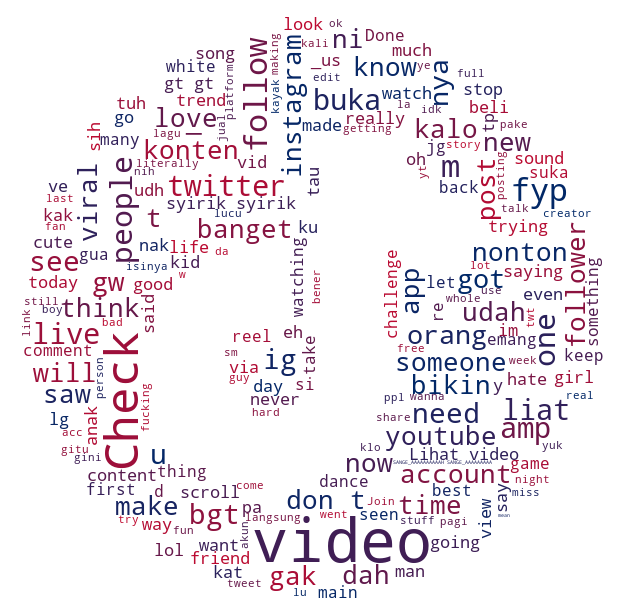 look
ok
kali
making
ni
Done
much
_us
ye
song
white
gt gt
edit
know
watch
full
stop
tuh
trend
platform
follow
instagram
kayak
buka
nya
beli
go
love
_
jual
made
really
la
idk
tp
pake
sih
many
lagu
konten
getting
kalo
new
viral
people
literally
vid
tau
jg
oh
yt
story
sound
ve
nih
udh
twitter
m
back
post
posting
suka
last
kak
t
syirik syirik
lucu
talk
fyp
creator
fan
cute
gua
nak
banget
ku
trying
see
isinya
life
da
watching
nonton
follower
something
today
gw
kid
w
good
bener
challenge
app
got
lot
saying
still
boy
think
said
reel
eh
let
use
whole
even
link
live
bad
sm
via
guy
ig
take
re
udah
twt
im
one
comment
Check
free
orang
emang
week
keep
will
person
day
si
someone
hate
girl
saw
fucking
never
hard
bikin
y
real
lg
anak
ppl
wanna
need
liat
acc
u
share
youtube
amp
gitu
gini
klo
Lihat video
yuk
now
content
thing
dance
account
game
first
d
scroll
come
don t
Join
best
say
night
miss
make
bgt
pa
langsung
seen
stuff
pagi
time
view
try
way
fun
akun
went
going
lol
want
friend
video
kat
tweet
gak
dah
man
lu
main